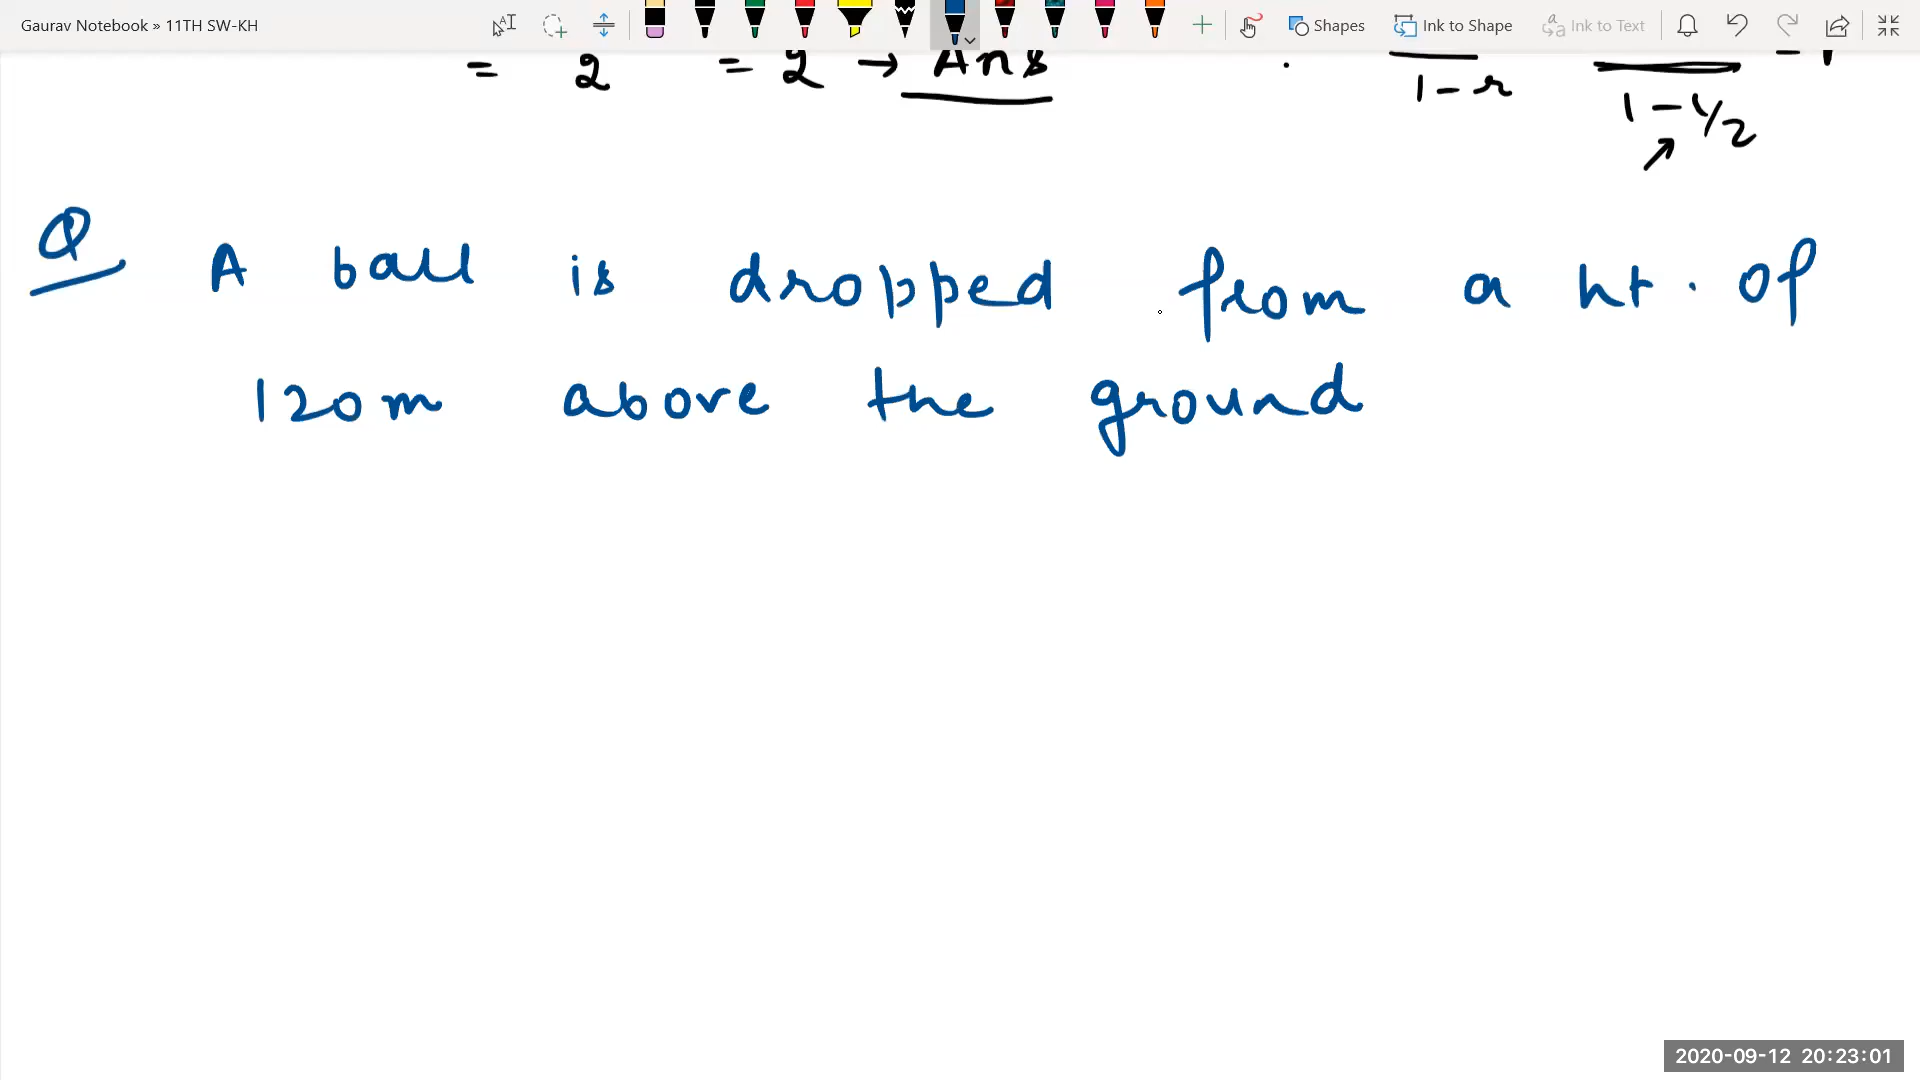 Gaurav Notebook » 11TH SW-KH
Shapes
Ink to Shape
Ink to Text
= 2 = 2 → Ans
1-r
1-1/2
Q A ball is dropped from a ht. of
120m above the ground
2020-09-12 20:23:01